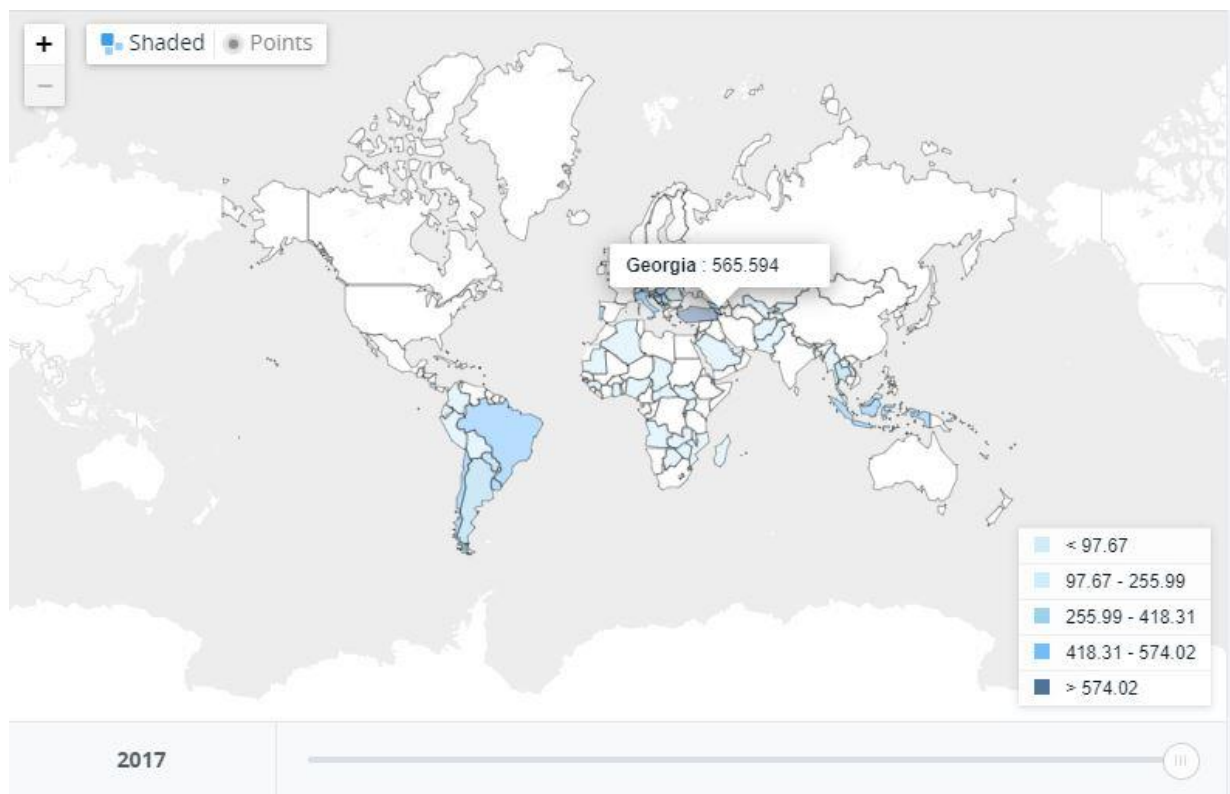 +
Shaded Points
−
Georgia : 565.594
< 97.67
97.67 - 255.99
255.99 - 418.31
418.31 - 574.02
> 574.02
2017